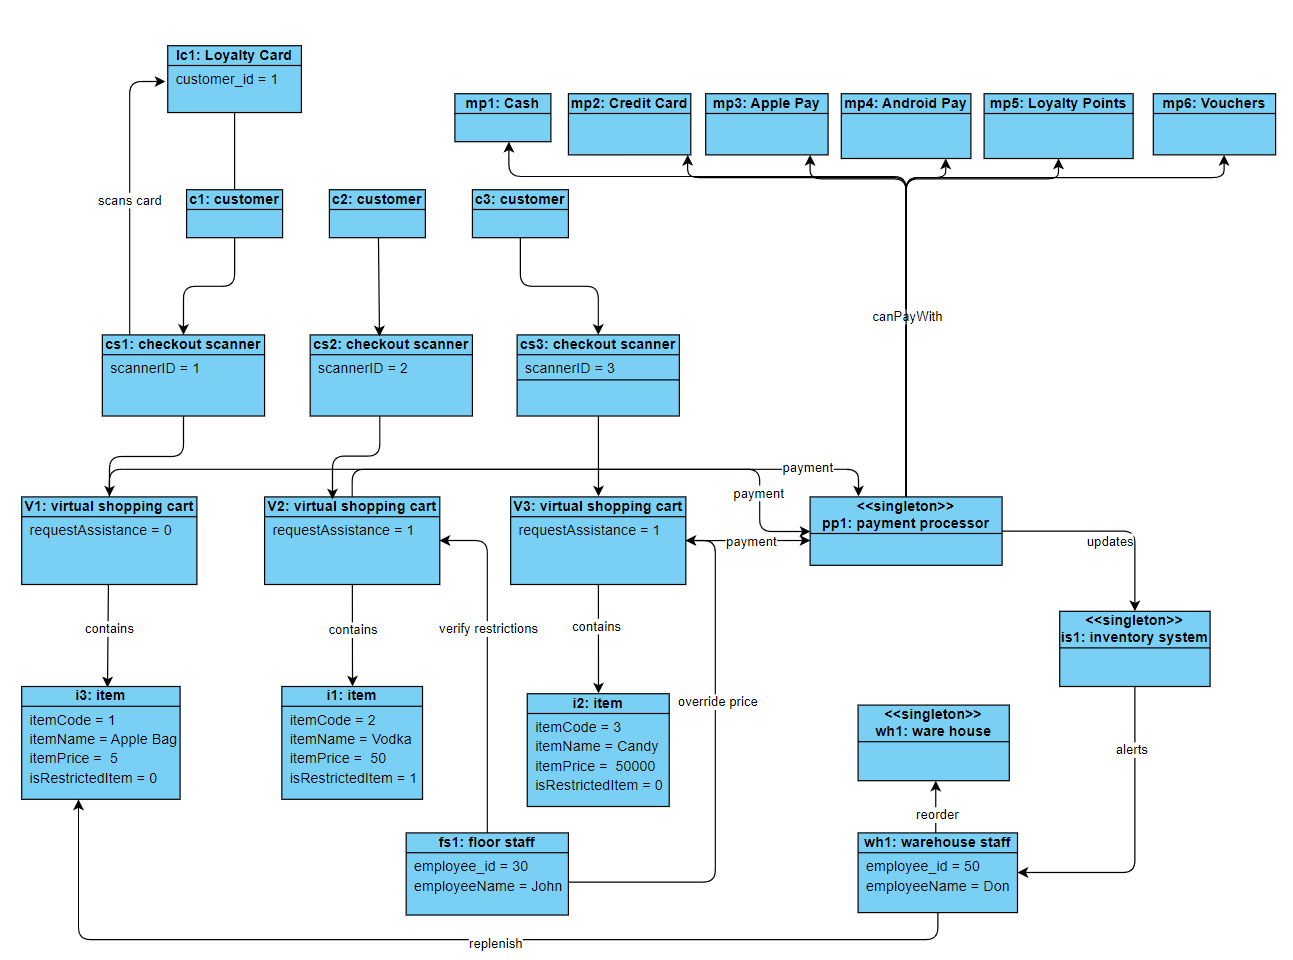 lc1: Loyalty Card
customer_id = 1
mp1: Cash
mp2: Credit Card
mp3: Apple Pay
mp4: Android Pay
mp5: Loyalty Points
mp6: Vouchers
scans card
c1: customer
c2: customer
c3: customer
canPayWith
cs1: checkout scanner
scannerID = 1
cs2: checkout scanner
scannerID = 2
cs3: checkout scanner
scannerID = 3
payment
payment
payment
V1: virtual shopping cart
requestAssistance = 0
V2: virtual shopping cart
requestAssistance = 1
V3: virtual shopping cart
requestAssistance = 1
<<singleton>>
pp1: payment processor
updates
contains
contains
verify restrictions
contains
<<singleton>>
is1: inventory system
i3: item
itemCode = 1
itemName = Apple Bag
itemPrice = 5
isRestrictedItem = 0
i1: item
itemCode = 2
itemName = Vodka
itemPrice = 50
isRestrictedItem = 1
i2: item
itemCode = 3
itemName = Candy
itemPrice = 50000
isRestrictedItem = 0
override price
<<singleton>>
wh1: ware house
alerts
reorder
fs1: floor staff
employee_id = 30
employeeName = John
wh1: warehouse staff
employee_id = 50
employeeName = Don
replenish